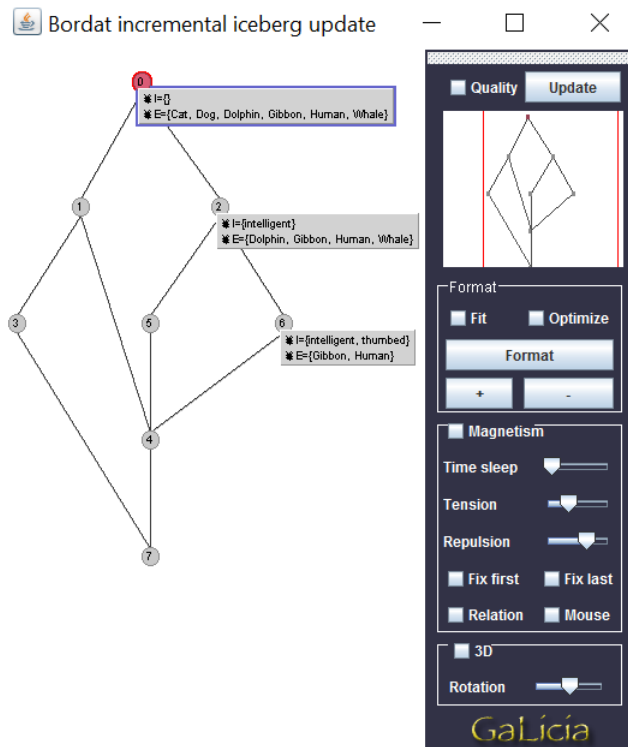 Bordat incremental iceberg update
0
I={}
E={Cat, Dog, Dolphin, Gibbon, Human, Whale}
1
2
I={intelligent}
E={Dolphin, Gibbon, Human, Whale}
3
5
6
I={intelligent, thumbed}
E={Gibbon, Human}
4
7
Quality Update
Format
Fit Optimize
Format
+ -
Magnetism
Time sleep
Tension
Repulsion
Fix first Fix last
Relation Mouse
3D
Rotation
GaLicia